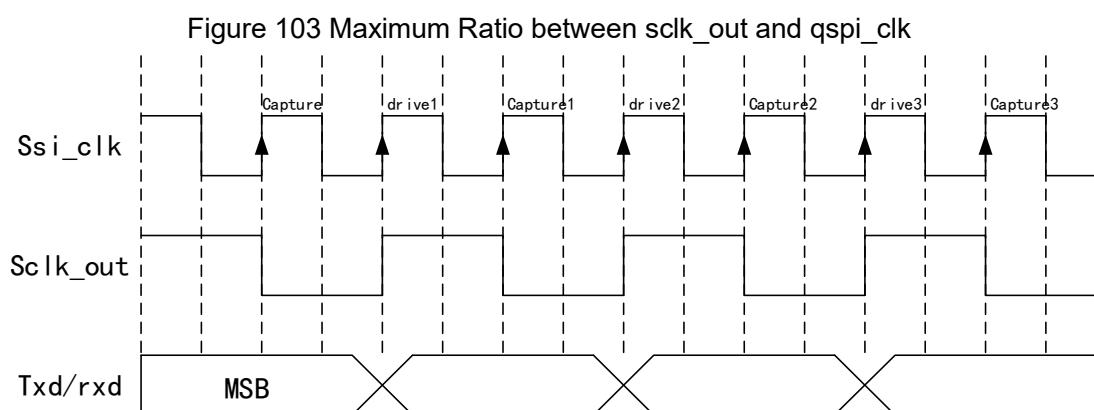 Figure 103 Maximum Ratio between sclk_out and qspi_clk
Capture drive1 Capture1 drive2 Capture2 drive3 Capture3
Ssi_clk
Sclk_out
Txd/rxd MSB